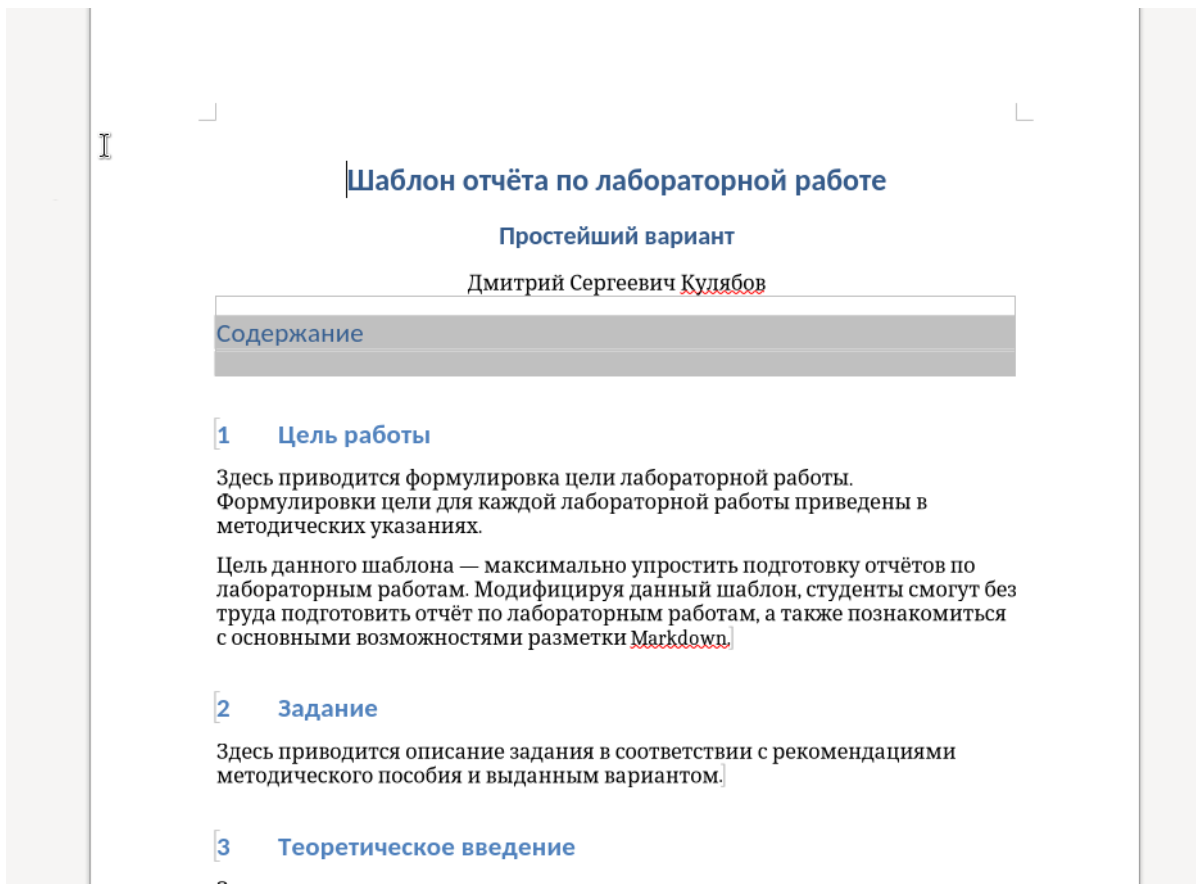 Шаблон отчёта по лабораторной работе
Простейший вариант
Дмитрий Сергеевич Кулябов
Содержание
1 Цель работы
Здесь приводится формулировка цели лабораторной работы.
Формулировки цели для каждой лабораторной работы приведены в
методических указаниях.
Цель данного шаблона — максимально упростить подготовку отчётов по
лабораторным работам. Модифицируя данный шаблон, студенты смогут без
труда подготовить отчёт по лабораторным работам, а также познакомиться
с основными возможностями разметки Markdown.
2 Задание
Здесь приводится описание задания в соответствии с рекомендациями
методического пособия и выданным вариантом.
3 Теоретическое введение